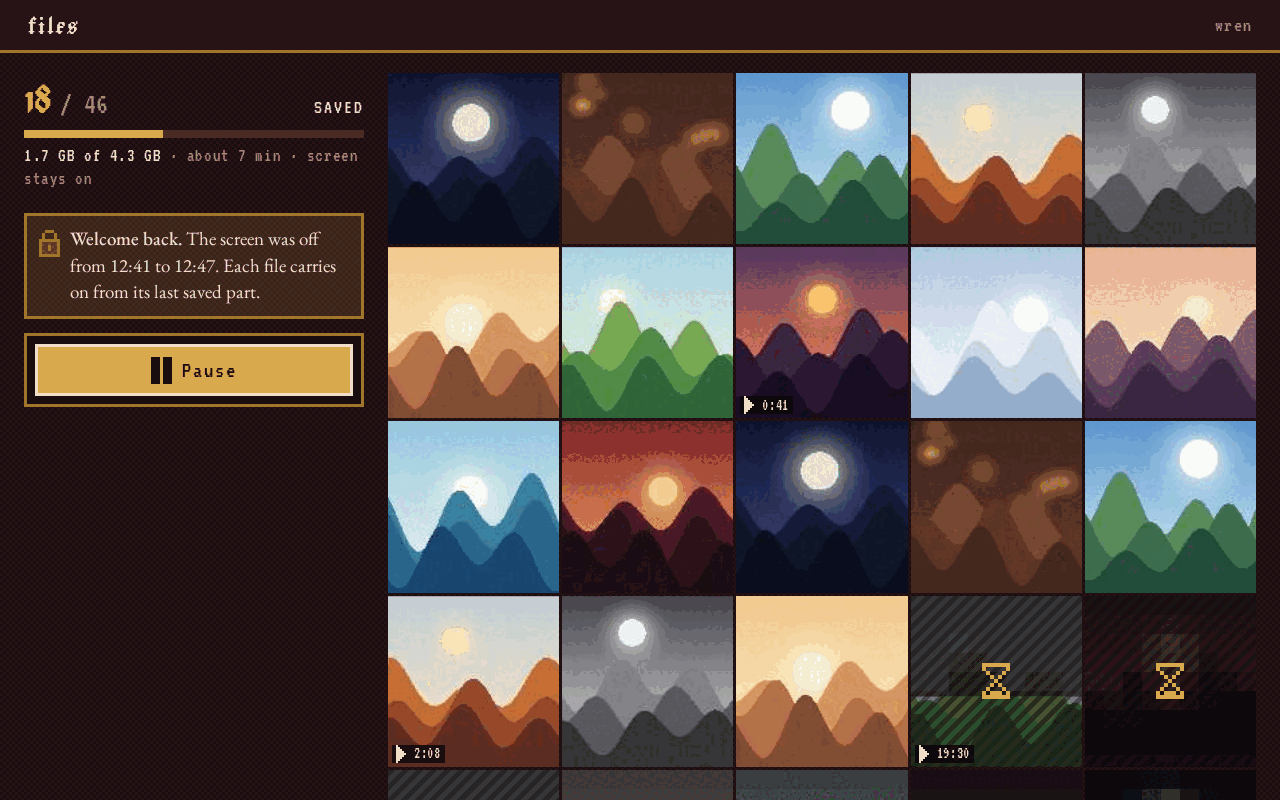 files
wren
18 / 46
SAVED
1.7 GB of 4.3 GB · about 7 min · screen
stays on
Welcome back. The screen was off
from 12:41 to 12:47. Each file carries
on from its last saved part.
Pause
0:41
2:08
19:30